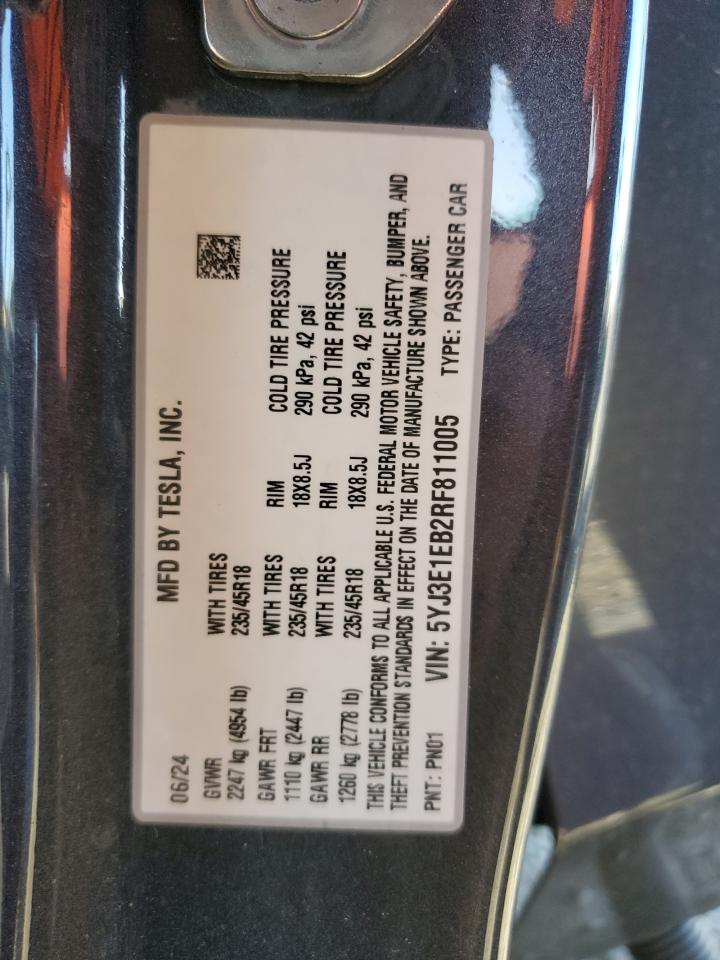 MFD BY TESLA, INC.
06/24
GVWR WITH TIRES
2247 kg (4954 lb) 235/45R18
GAWR FRT WITH TIRES RIM COLD TIRE PRESSURE
1110 kg (2447 lb) 235/45R18 18X8.5J 290 kPa, 42 psi
GAWR RR WITH TIRES RIM COLD TIRE PRESSURE
1260 kg (2778 lb) 235/45R18 18X8.5J 290 kPa, 42 psi
THIS VEHICLE CONFORMS TO ALL APPLICABLE U.S. FEDERAL MOTOR VEHICLE SAFETY, BUMPER, AND
THEFT PREVENTION STANDARDS IN EFFECT ON THE DATE OF MANUFACTURE SHOWN ABOVE.
PNT: PN01 VIN: 5YJ3E1EB2RF811005 TYPE: PASSENGER CAR